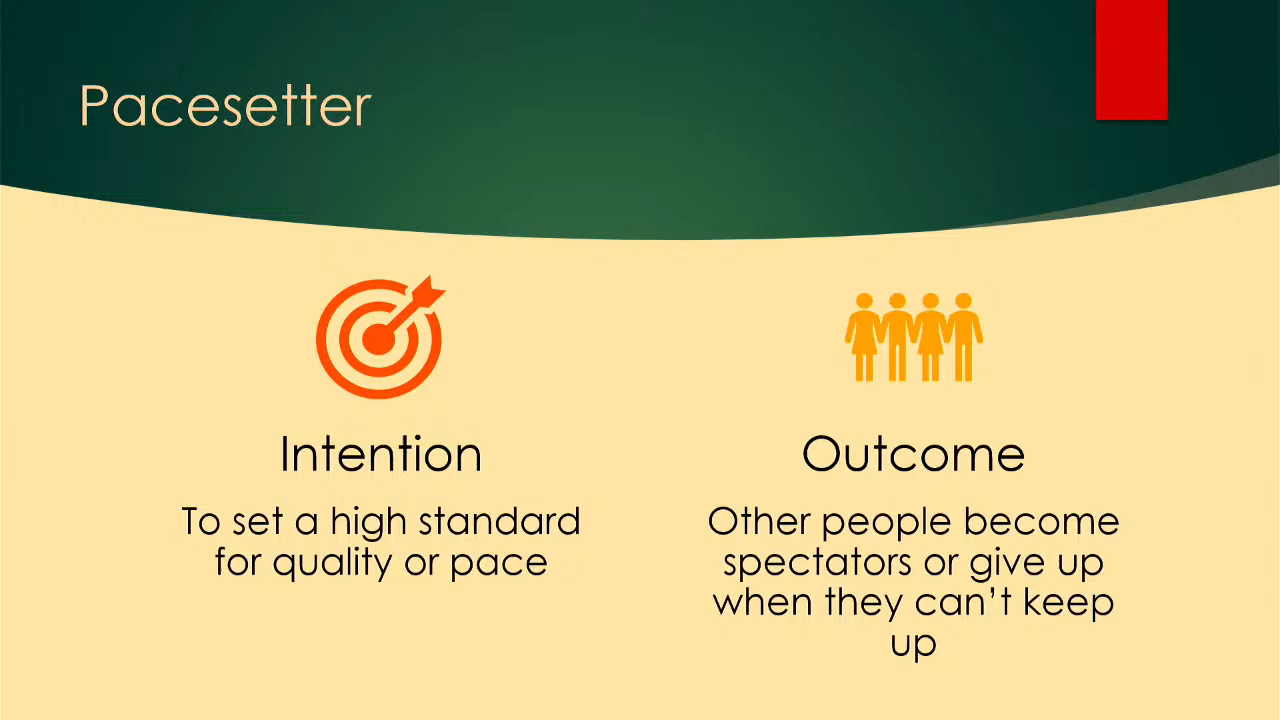 Pacesetter
Intention
To set a high standard
for quality or pace
Outcome
Other people become
spectators or give up
when they can’t keep
up